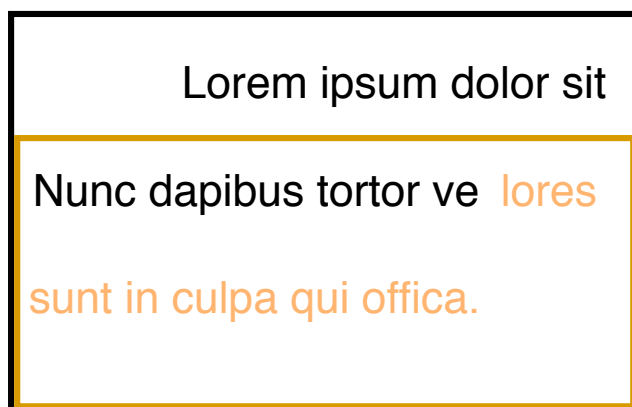 Lorem ipsum dolor sit
Nunc dapibus tortor ve lores
sunt in culpa qui offica.